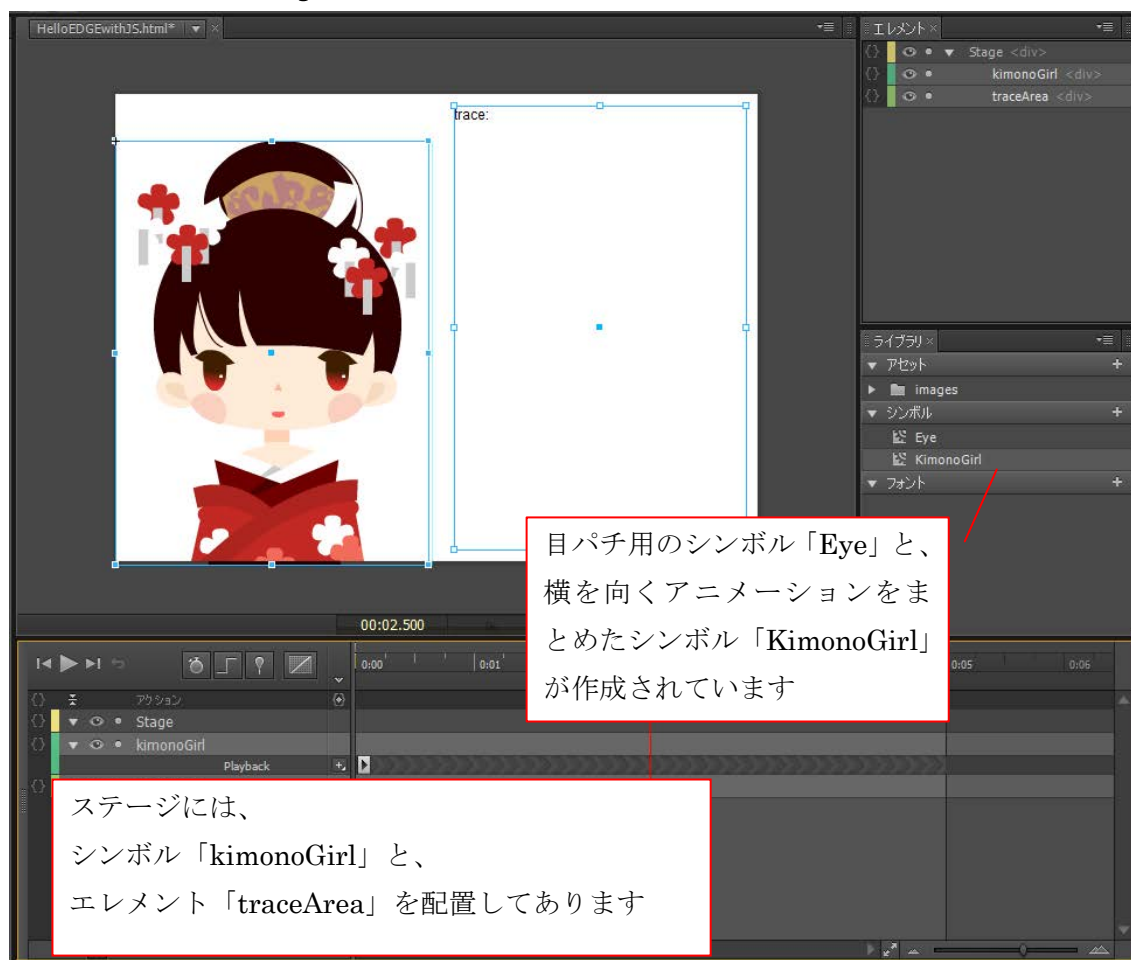 HelloEDGEwithJS.html*
エレメント
Stage <div>
kimonoGirl <div>
traceArea <div>
trace:
ライブラリ
アセット
images
シンボル
Eye
KimonoGirl
フォント
目パチ用のシンボル「Eye」と、
横を向くアニメーションをま
とめたシンボル「KimonoGirl」
が作成されています
00:02.500
0:00 0:01 0:05 0:06
アクション
Stage
kimonoGirl
Playback
ステージには、
シンボル「kimonoGirl」と、
エレメント「traceArea」を配置してあります